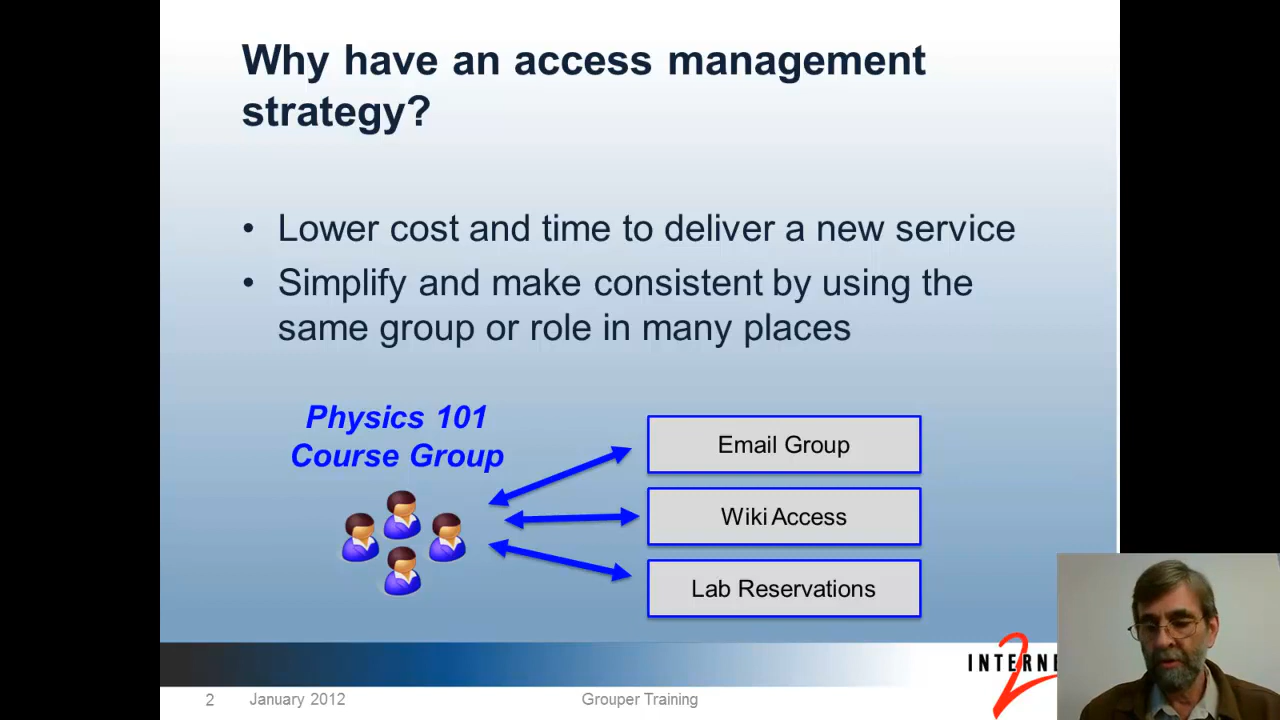 Why have an access management
strategy?
• Lower cost and time to deliver a new service
• Simplify and make consistent by using the
same group or role in many places
Physics 101
Course Group
Email Group
Wiki Access
Lab Reservations
INTERNE
2
2 January 2012 Grouper Training